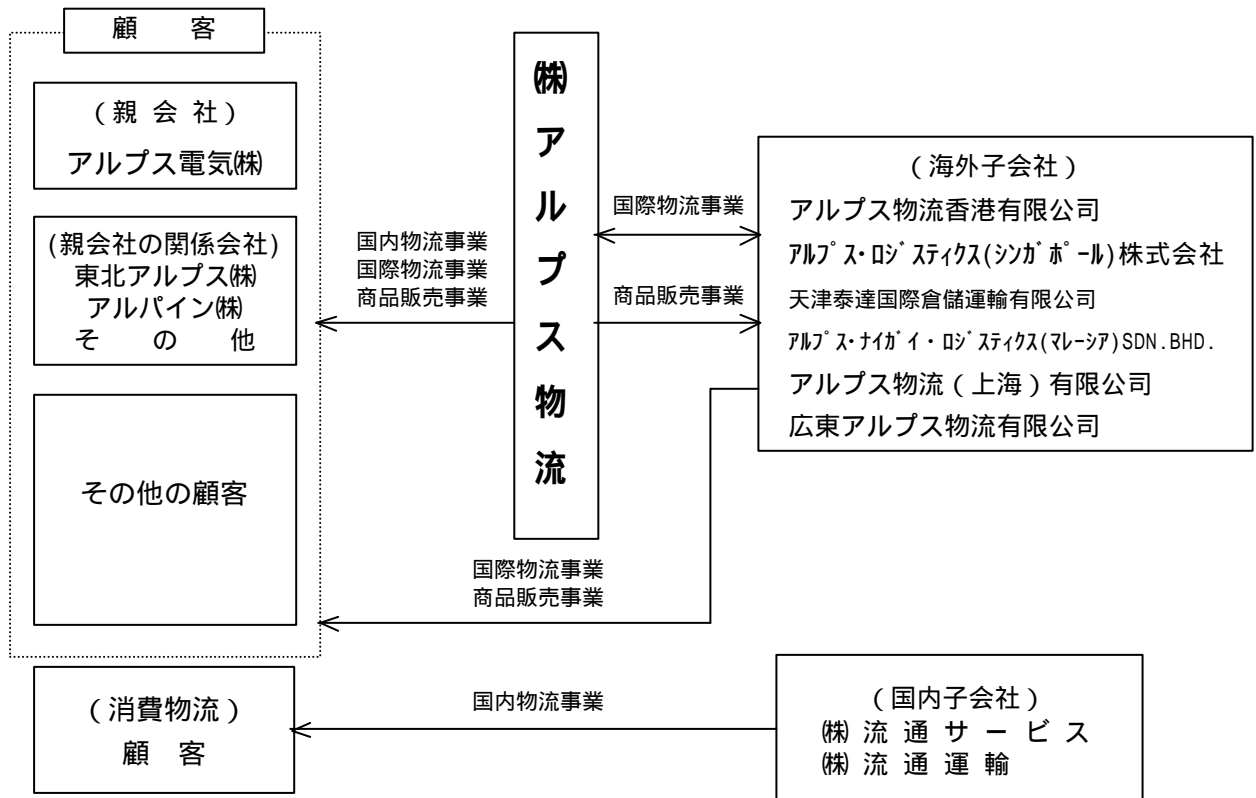 顧　客
(親 会 社)
アルプス電気㈱
(親会社の関係会社)
東北アルプス㈱
アルパイン㈱
そ の 他
その他の顧客
国内物流事業
国際物流事業
商品販売事業
㈱アルプス物流
国際物流事業
商品販売事業
(海外子会社)
アルプス物流香港有限公司
ｱﾙﾌﾟｽ･ﾛｼﾞｽﾃｨｸｽ(ｼﾝｶﾞﾎﾟｰﾙ)株式会社
天津泰達国際倉儲運輸有限公司
ｱﾙﾌﾟｽ･ﾅｲｶﾞｲ・ﾛｼﾞｽﾃｨｸｽ(ﾏﾚｰｼｱ)SDN.BHD.
アルプス物流(上海)有限公司
広東アルプス物流有限公司
国際物流事業
商品販売事業
(消費物流)
顧 客
国内物流事業
(国内子会社)
㈱ 流 通 サ ー ビ ス
㈱ 流 通 運 輸